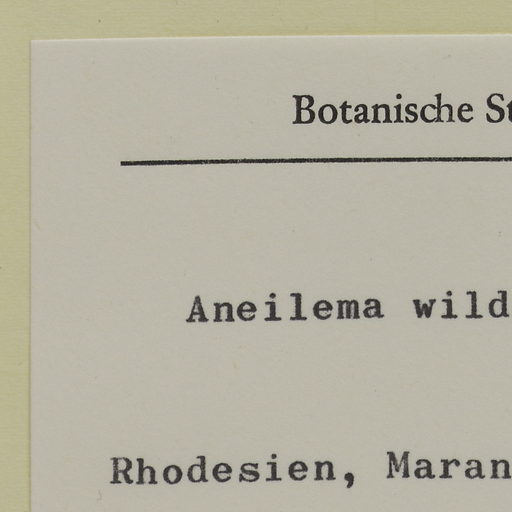 Botanische St
Aneilema wild
Rhodesien, Maran